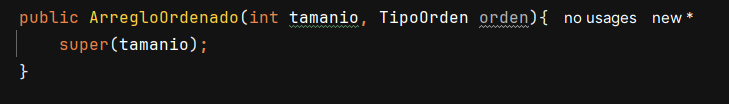 public ArregloOrdenado(int tamanio, TipoOrden orden){ no usages new *
    super(tamanio);
}